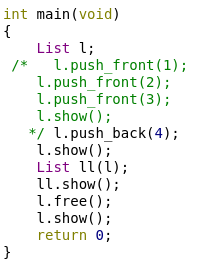 int main(void)
{
    List l;
 /*   l.push_front(1);
    l.push_front(2);
    l.push_front(3);
    l.show();
   */ l.push_back(4);
    l.show();
    List ll(l);
    ll.show();
    l.free();
    l.show();
    return 0;
}